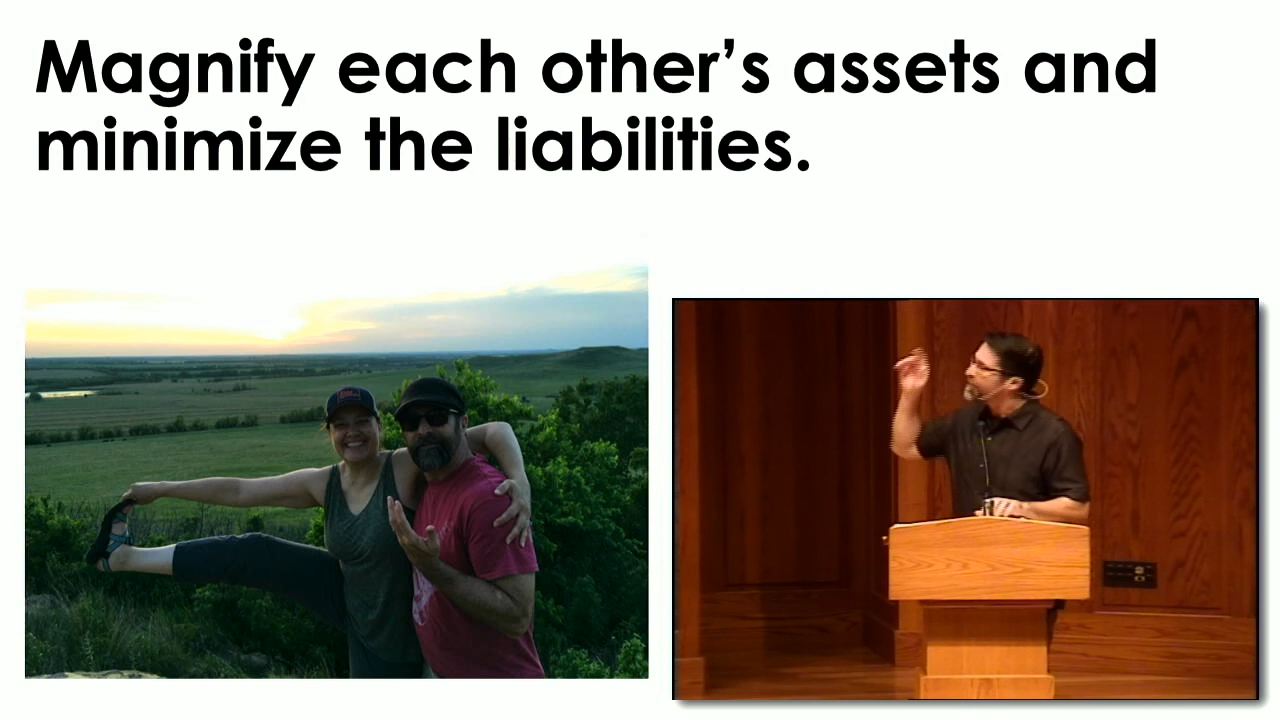 Magnify each other’s assets and
minimize the liabilities.